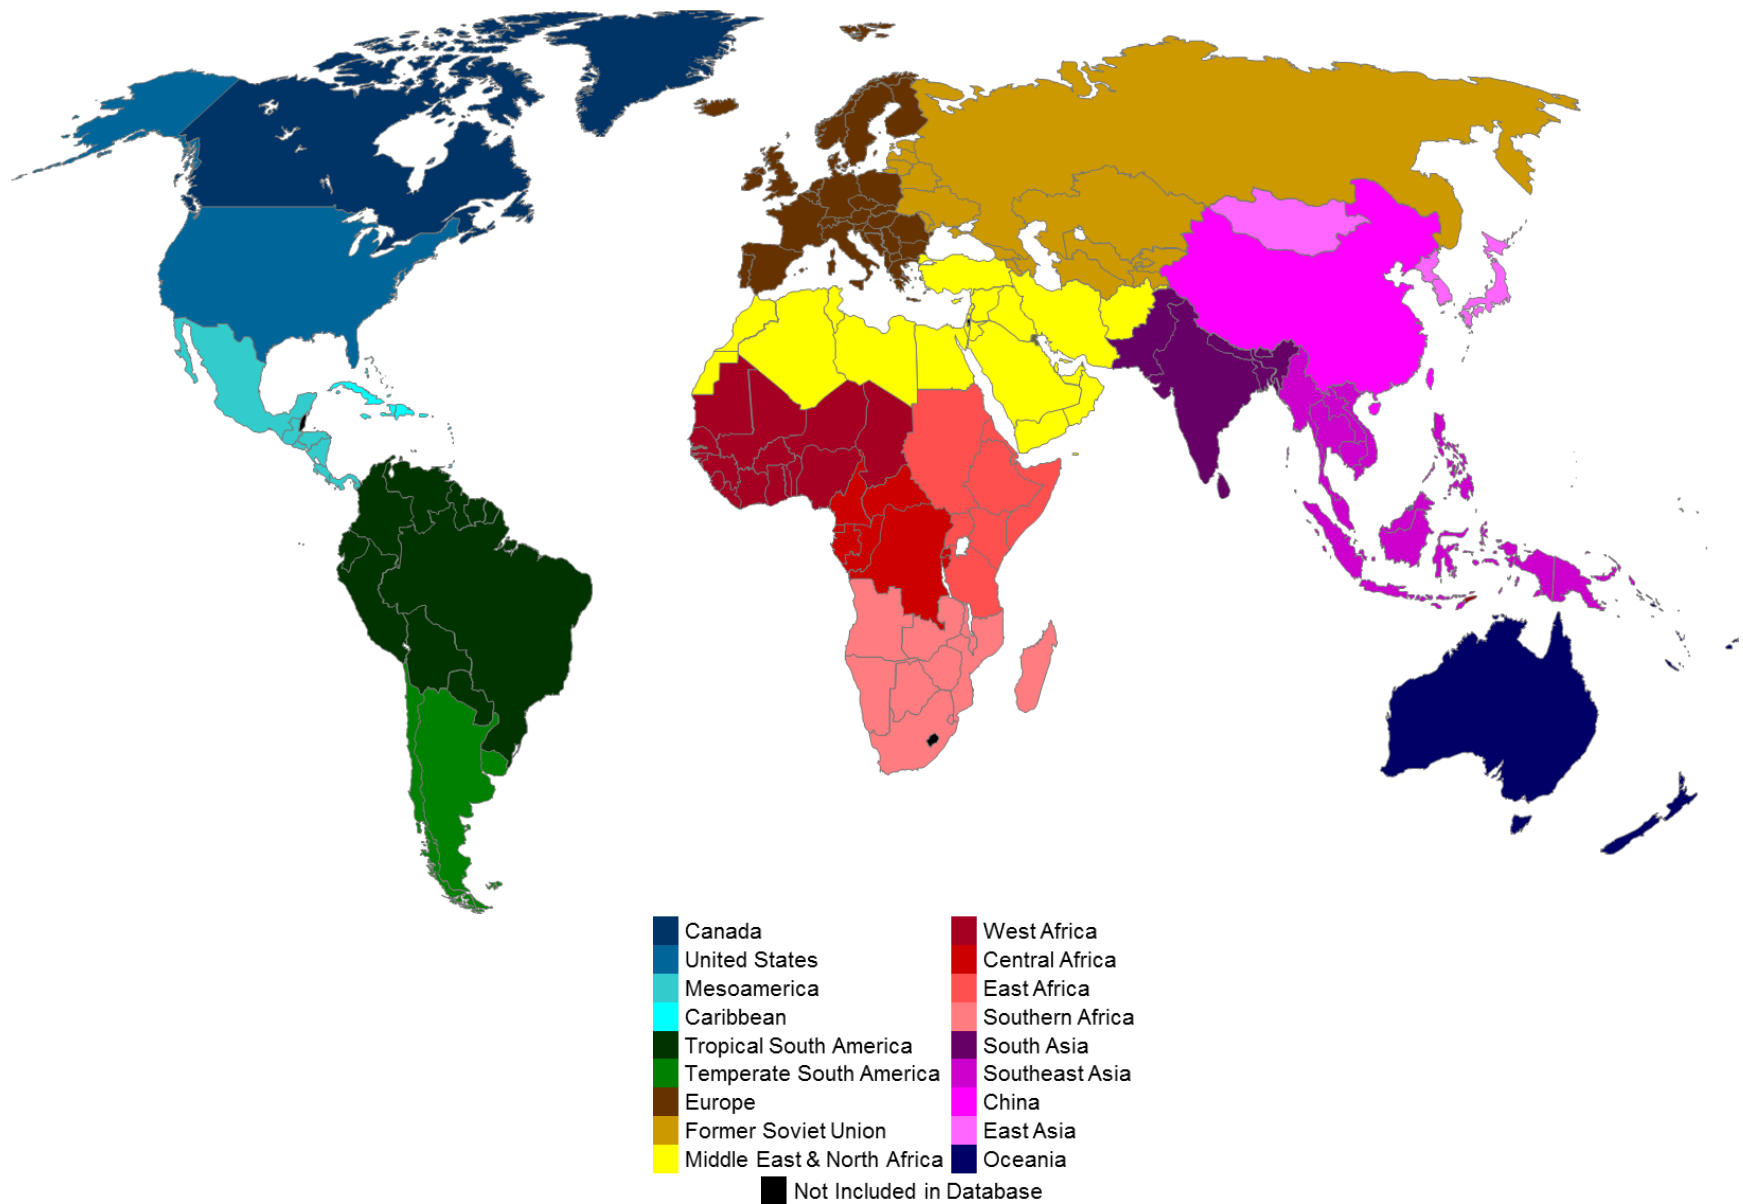 Canada
United States
Mesoamerica
Caribbean
Tropical South America
Temperate South America
Europe
Former Soviet Union
Middle East & North Africa
West Africa
Central Africa
East Africa
Southern Africa
South Asia
Southeast Asia
China
East Asia
Oceania
Not Included in Database